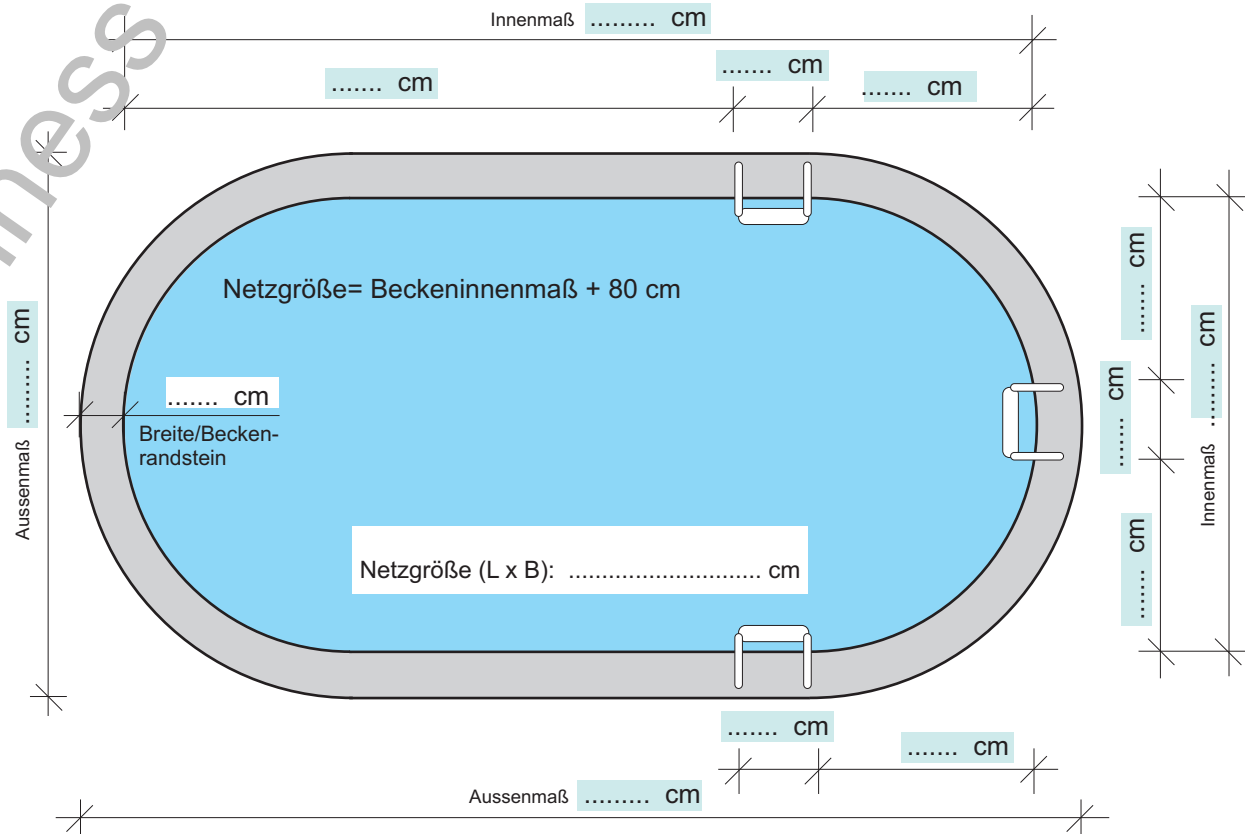 Innenmaß ......... cm
....... cm
....... cm
....... cm
Netzgröße= Beckeninnenmaß + 80 cm
....... cm
Breite/Becken-
randstein
Netzgröße (L x B): ............................ cm
Aussenmaß ......... cm
....... cm
....... cm
....... cm
Innenmaß ......... cm
....... cm
....... cm
Aussenmaß ......... cm